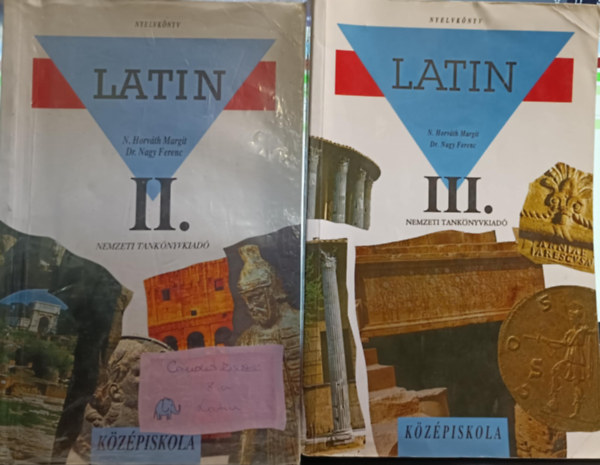 NYELVKÖNYV
LATIN
N. Horváth Margit
Dr. Nagy Ferenc
II.
NEMZETI TANKÖNYVKIADÓ
KÖZÉPISKOLA
NYELVKÖNYV
LATIN
N. Horváth Margit
Dr. Nagy Ferenc
III.
NEMZETI TANKÖNYVKIADÓ
KÖZÉPISKOLA